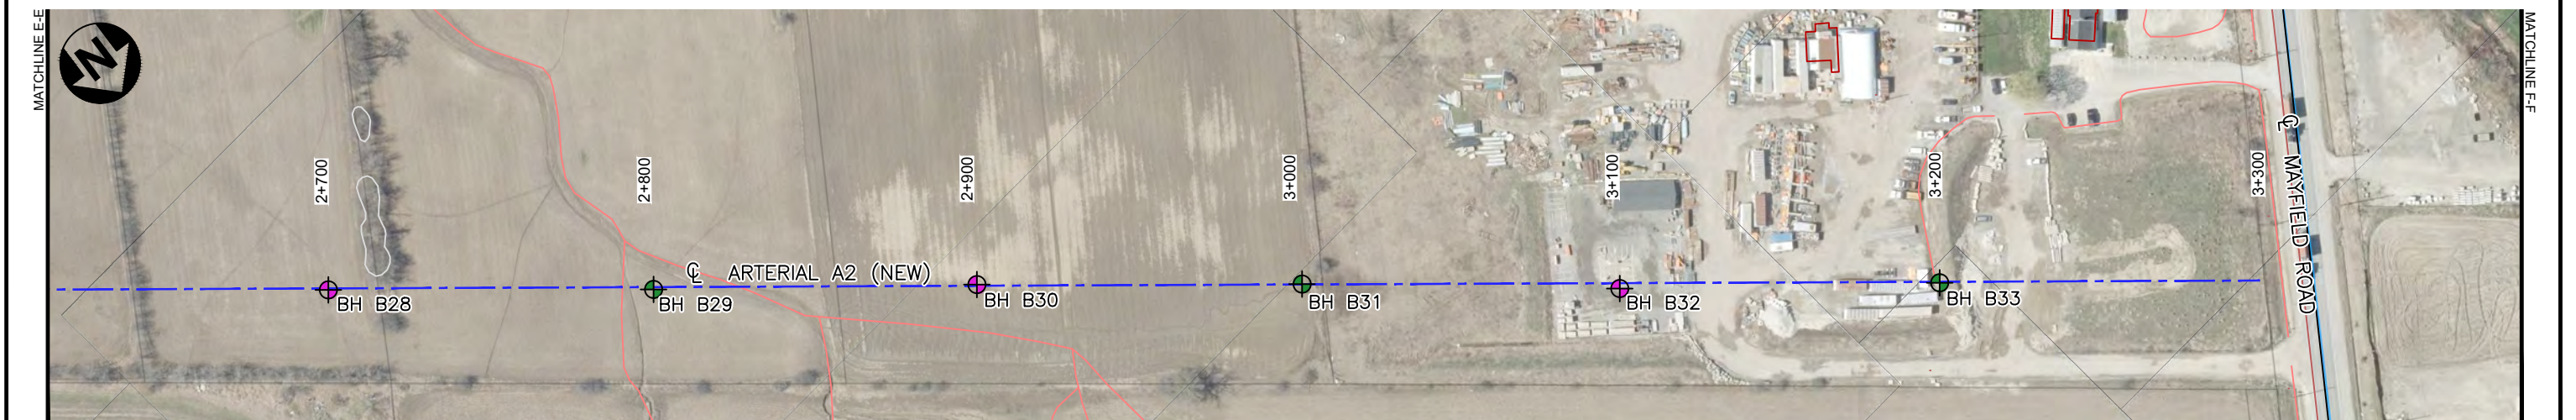 MATCHLINE E-E
N
2+700
2+800
2+900
3+000
3+100
3+200
3+300
℄ MAYFIELD ROAD
℄ ARTERIAL A2 (NEW)
BH B28
BH B29
BH B30
BH B31
BH B32
BH B33
MATCHLINE F-F